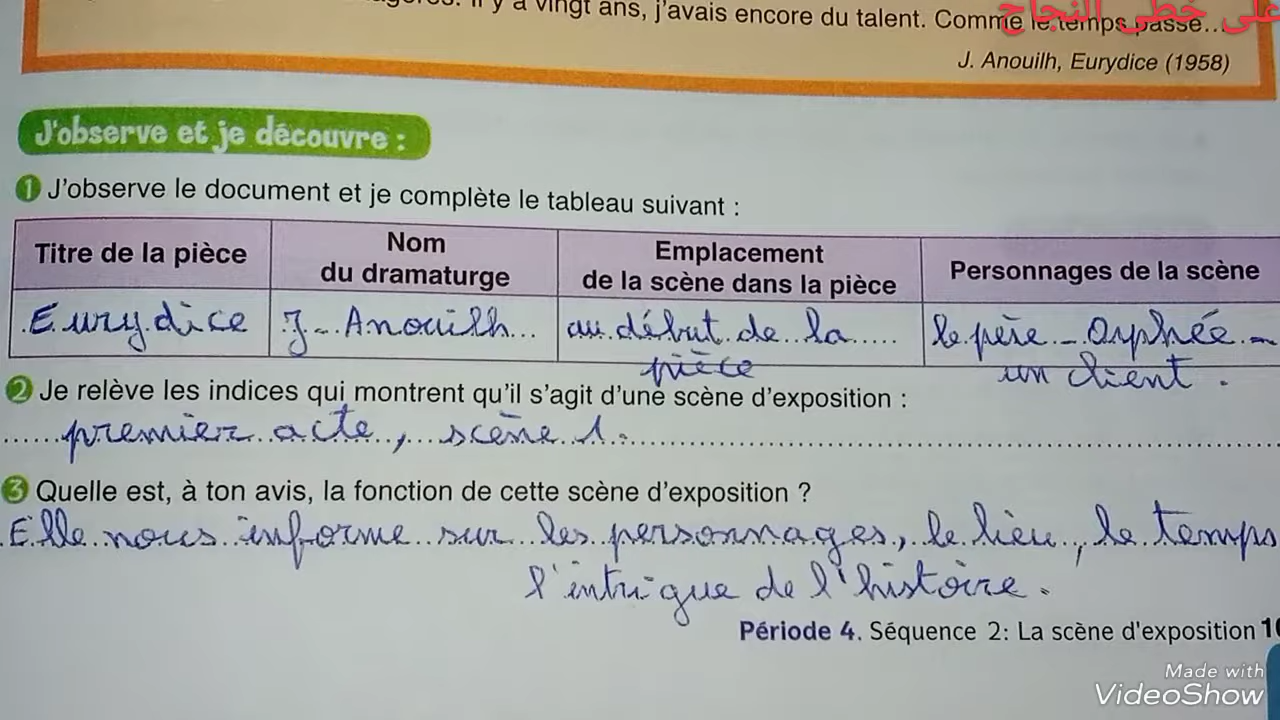 على خطى النجاح
Il y a vingt ans, j'avais encore du talent. Comme le temps passe...
J. Anouilh, Eurydice (1958)
J'observe et je découvre :
1 J'observe le document et je complète le tableau suivant :
Titre de la pièce
Nom du dramaturge
Emplacement de la scène dans la pièce
Personnages de la scène
Eurydice
J. Anouilh
au début de la pièce
le père - Orphée - un client.
2 Je relève les indices qui montrent qu'il s'agit d'une scène d'exposition :
premier acte, scène 1.
3 Quelle est, à ton avis, la fonction de cette scène d'exposition ?
Elle nous informe sur les personnages, le lieu, le temps
l'intrigue de l'histoire.
Période 4. Séquence 2: La scène d'exposition
Made with
VideoShow